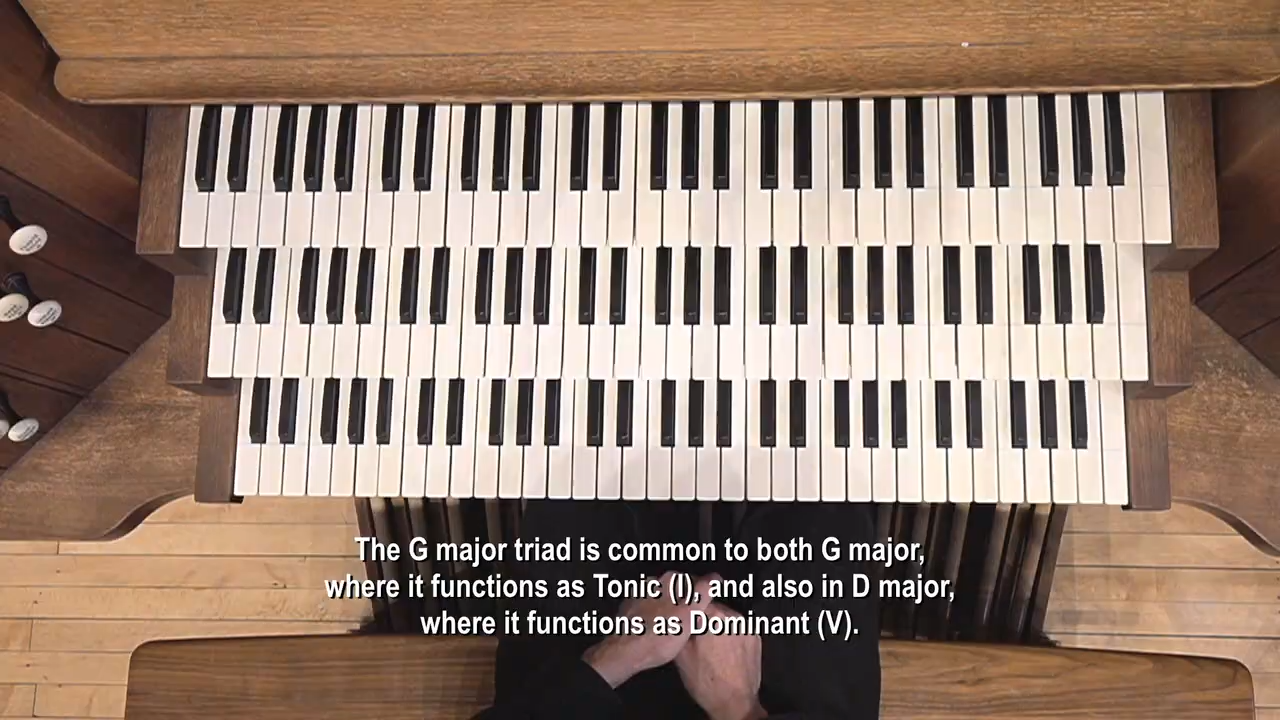 The G major triad is common to both G major,
where it functions as Tonic (I), and also in D major,
where it functions as Dominant (V).